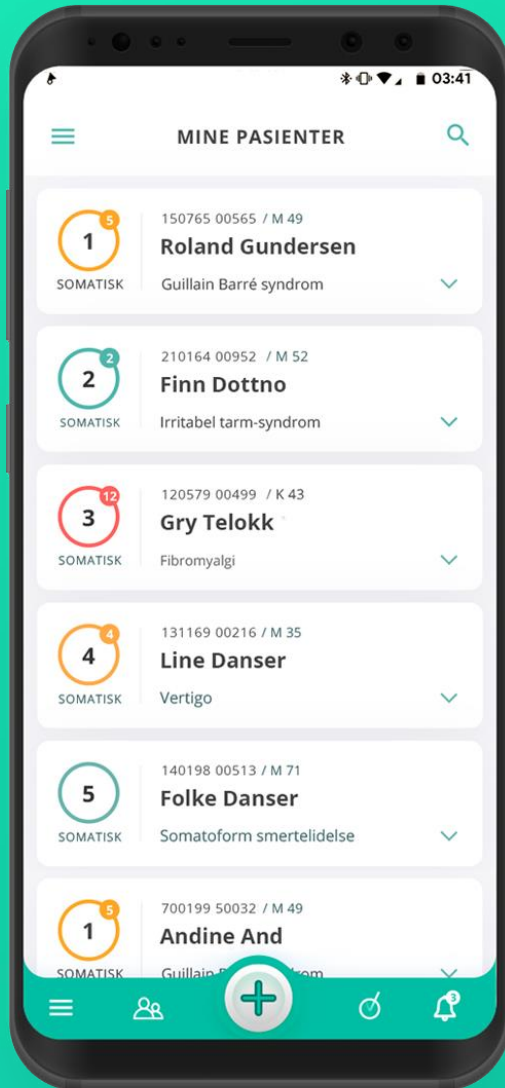 03:41
MINE PASIENTER
5
1
SOMATISK
150765 00565 / M 49
Roland Gundersen
Guillain Barré syndrom
2
2
SOMATISK
210164 00952 / M 52
Finn Dottno
Irritabel tarm-syndrom
12
3
SOMATISK
120579 00499 / K 43
Gry Telokk
Fibromyalgi
4
4
SOMATISK
131169 00216 / M 35
Line Danser
Vertigo
5
SOMATISK
140198 00513 / M 71
Folke Danser
Somatoform smertelidelse
5
1
SOMATISK
700199 50032 / M 49
Andine And
Guillain
3